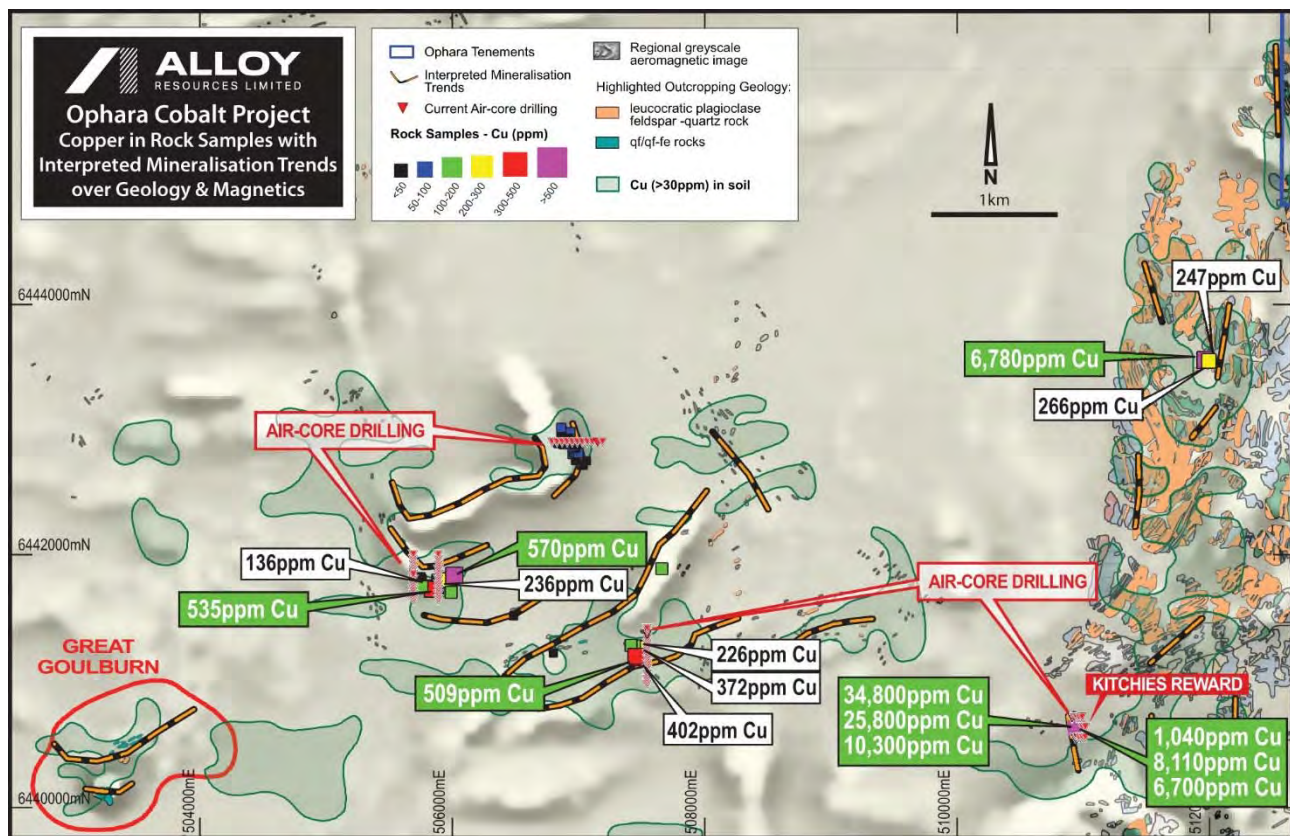 ALLOY
RESOURCES LIMITED
Ophara Cobalt Project
Copper in Rock Samples with
Interpreted Mineralisation Trends
over Geology & Magnetics
Ophara Tenements
Interpreted Mineralisation
Trends
Current Air-core drilling
Rock Samples - Cu (ppm)
<50
50-100
100-200
200-300
300-500
>500
Regional greyscale
aeromagnetic image
Highlighted Outcropping Geology:
leucocratic plagioclase
feldspar -quartz rock
qf/qf-fe rocks
Cu (>30ppm) in soil
N
1km
6444000mN
247ppm Cu
6,780ppm Cu
266ppm Cu
AIR-CORE DRILLING
6442000mN
136ppm Cu
570ppm Cu
236ppm Cu
535ppm Cu
AIR-CORE DRILLING
GREAT
GOULBURN
226ppm Cu
372ppm Cu
509ppm Cu
402ppm Cu
KITCHIES REWARD
34,800ppm Cu
25,800ppm Cu
10,300ppm Cu
1,040ppm Cu
8,110ppm Cu
6,700ppm Cu
6440000mN
504000mE
506000mE
508000mE
510000mE